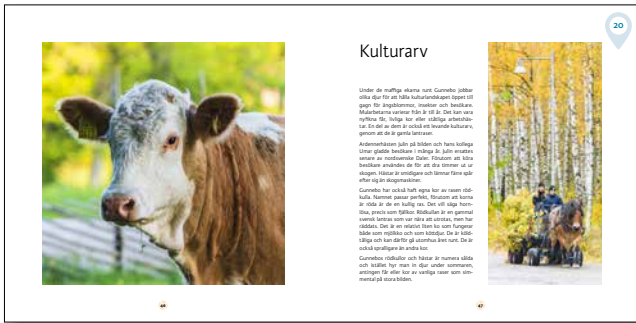 20
Kulturarv
Under de maffiga ekarna runt Gunnebo jobbar
olika djur för att hålla kulturlandskapet öppet till
gagn för ängsblommor, insekter och besökare.
Mularbetarna varierar från år till år. Det kan vara
nyfikna får, livliga kor eller ståtliga arbetshäs-
tar. En del av dem är också ett levande kulturarv,
genom att de är gamla lantraser.
Ardennerhästen Julin på bilden och hans kollega
Urnar gladde besökare i många år. Julin ersattes
senare av nordsvenske Daler. Förutom att köra
besökare användes de för att dra timmer ut ur
skogen. Hästar är smidigare och lämnar färre spår
efter sig än skogsmaskiner.
Gunnebo har också haft egna kor av rasen röd-
kulla. Namnet passar perfekt, förutom att korna
är röda är de en kullig ras. Det vill säga horn-
lösa, precis som fjällkor. Rödkullan är en gammal
svensk lantras som var nära att utrotas, men har
räddats. Det är en relativt liten ko som fungerar
både som mjölkko och som köttdjur. De är köld-
tåliga och kan därför gå utomhus året runt. De är
också spralligare än andra kor.
Gunnebos rödkullor och hästar är numera sålda
och istället hyr man in djur under sommaren,
antingen får eller kor av vanliga raser som sim-
mental på stora bilden.
46
47